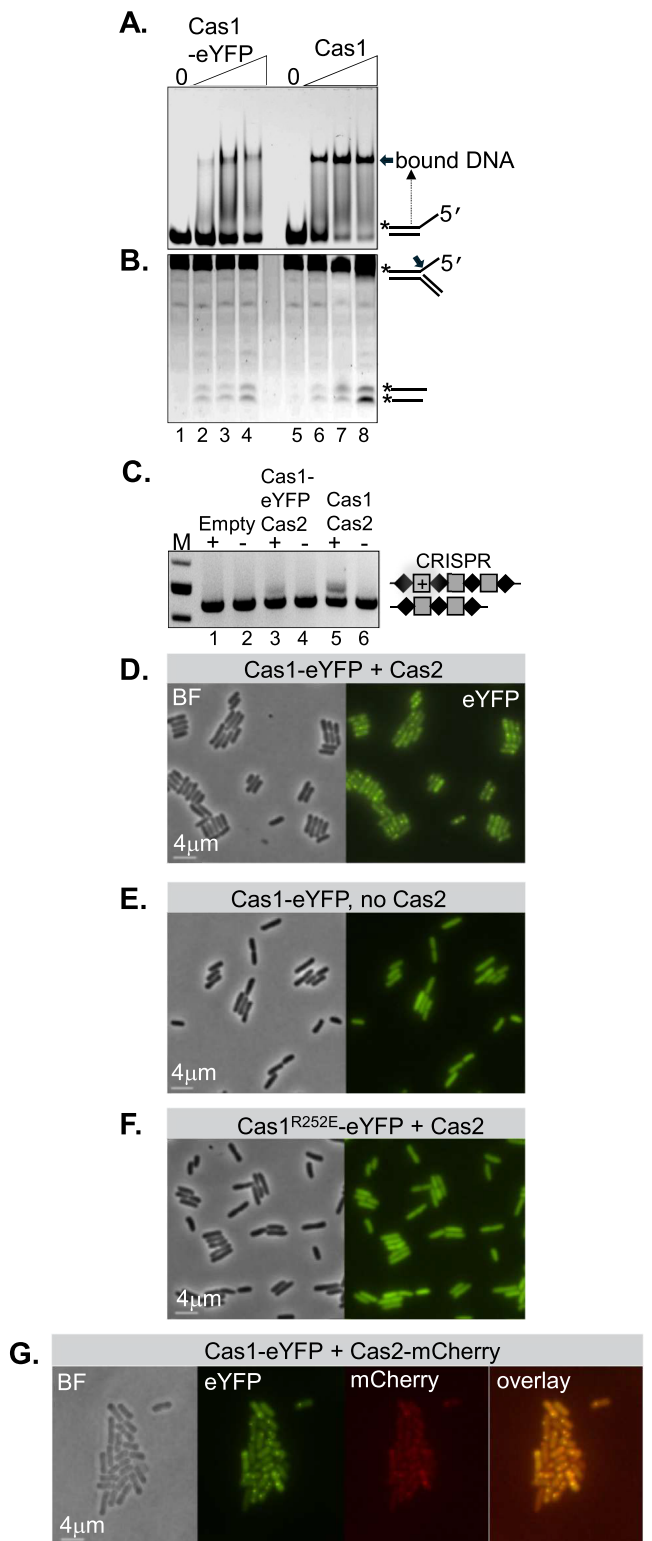 A.
Cas1
-eYFP
Cas1
0
0
bound DNA
*
5′
B.
*
5′
*
*
1 2 3 4 5 6 7 8
C.
Cas1-
eYFP
Cas2
Cas1
Cas2
Empty
M + - + - + -
CRISPR
+
1 2 3 4 5 6
D.
Cas1-eYFP + Cas2
BF
eYFP
4μm
E.
Cas1-eYFP, no Cas2
4μm
F.
Cas1R252E-eYFP + Cas2
4μm
G.
Cas1-eYFP + Cas2-mCherry
BF
eYFP
mCherry
overlay
4μm